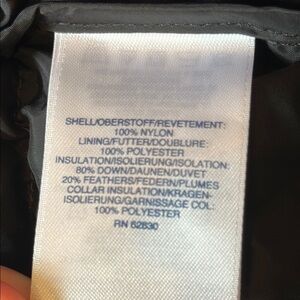 SHELL/OBERSTOFF/REVETEMENT:
100% NYLON
LINING/FUTTER/DOUBLURE:
100% POLYESTER
INSULATION/ISOLIERUNG/ISOLATION:
80% DOWN/DAUNEN/DUVET
20% FEATHERS/FEDERN/PLUMES
COLLAR INSULATION/KRAGEN-
ISOLIERUNG/GARNISSAGE COL:
100% POLYESTER
RN 62830